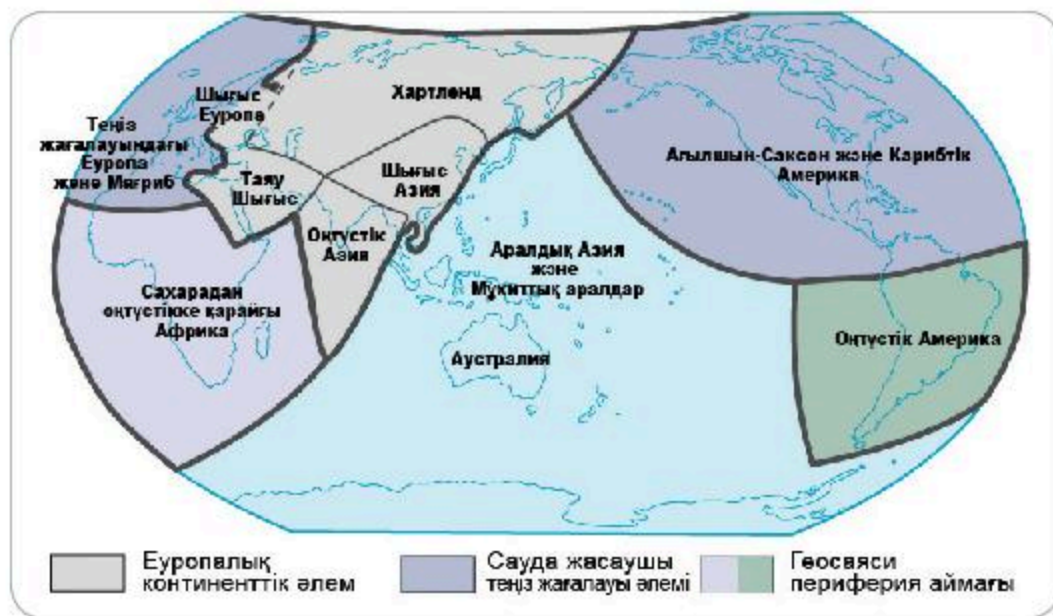 Шығыс
Еуропа
Хартленд
Теңіз
жағалауындағы
Еуропа
және Мағриб
Таяу
Шығыс
Шығыс
Азия
Оңтүстік
Азия
Ағылшын-Саксон және Карибтік
Америка
Аралдық Азия
және
Мұхиттық аралдар
Сахарадан
оңтүстікке қарайғы
Африка
Аустралия
Оңтүстік Америка
Еуропалық
континенттік әлем
Сауда жасаушы
теңіз жағалауы әлемі
Геосаяси
периферия аймағы